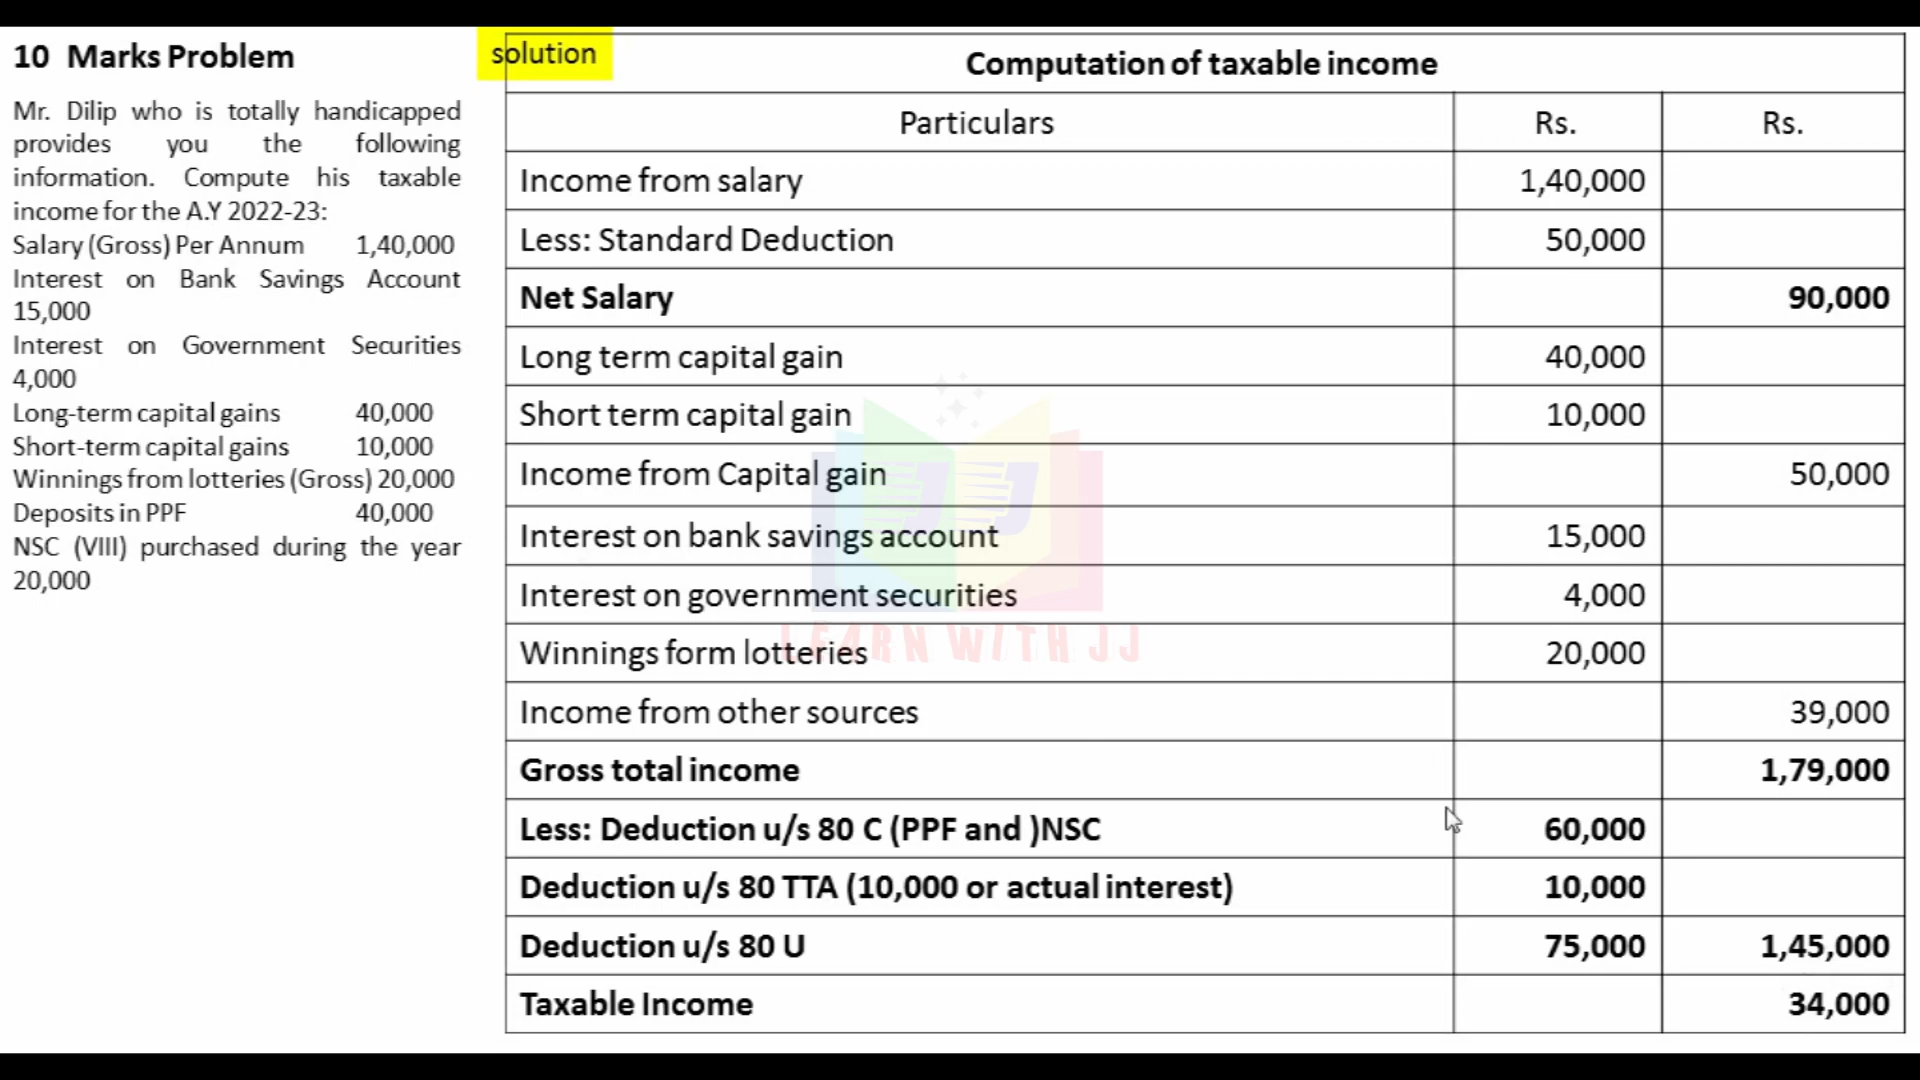 10 Marks Problem
Mr. Dilip who is totally handicapped
provides you the following
information. Compute his taxable
income for the A.Y 2022-23:
Salary (Gross) Per Annum 1,40,000
Interest on Bank Savings Account
15,000
Interest on Government Securities
4,000
Long-term capital gains 40,000
Short-term capital gains 10,000
Winnings from lotteries (Gross) 20,000
Deposits in PPF 40,000
NSC (VIII) purchased during the year
20,000
solution
Computation of taxable income
Particulars Rs. Rs.
Income from salary 1,40,000
Less: Standard Deduction 50,000
Net Salary 90,000
Long term capital gain 40,000
Short term capital gain 10,000
Income from Capital gain 50,000
Interest on bank savings account 15,000
Interest on government securities 4,000
Winnings form lotteries 20,000
Income from other sources 39,000
Gross total income 1,79,000
Less: Deduction u/s 80 C (PPF and )NSC 60,000
Deduction u/s 80 TTA (10,000 or actual interest) 10,000
Deduction u/s 80 U 75,000 1,45,000
Taxable Income 34,000
JJ
LEARN WITH JJ